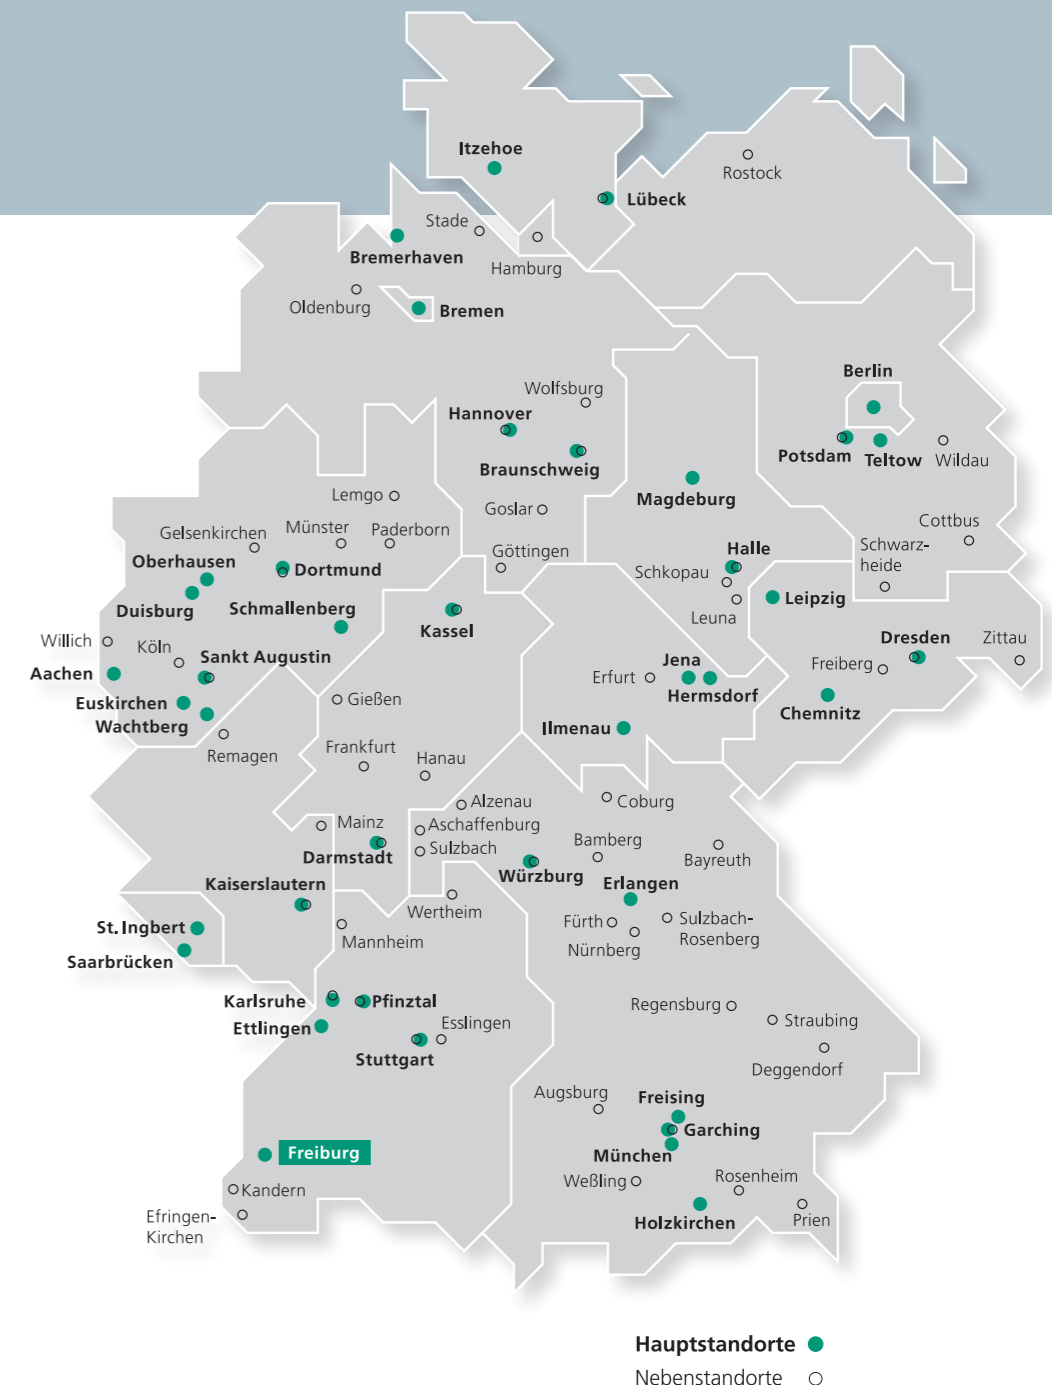 Itzehoe
Rostock
Lübeck
Stade
Bremerhaven
Hamburg
Oldenburg
Bremen
Berlin
Wolfsburg
Hannover
Potsdam
Teltow
Wildau
Braunschweig
Lemgo
Magdeburg
Goslar
Cottbus
Gelsenkirchen
Münster
Paderborn
Göttingen
Halle
Schwarz-
heide
Oberhausen
Dortmund
Schkopau
Duisburg
Schmallenberg
Leipzig
Leuna
Kassel
Willich
Köln
Dresden
Zittau
Sankt Augustin
Jena
Freiberg
Aachen
Erfurt
Hermsdorf
Euskirchen
Gießen
Chemnitz
Wachtberg
Ilmenau
Remagen
Frankfurt
Hanau
Alzenau
Coburg
Mainz
Aschaffenburg
Bamberg
Sulzbach
Bayreuth
Darmstadt
Würzburg
Kaiserslautern
Erlangen
Wertheim
St. Ingbert
Fürth
Sulzbach-
Rosenberg
Mannheim
Nürnberg
Saarbrücken
Karlsruhe
Pfinztal
Regensburg
Esslingen
Straubing
Ettlingen
Stuttgart
Deggendorf
Augsburg
Freising
Garching
Freiburg
München
Weßling
Rosenheim
Kandern
Efringen-
Kirchen
Holzkirchen
Prien
Hauptstandorte
Nebenstandorte